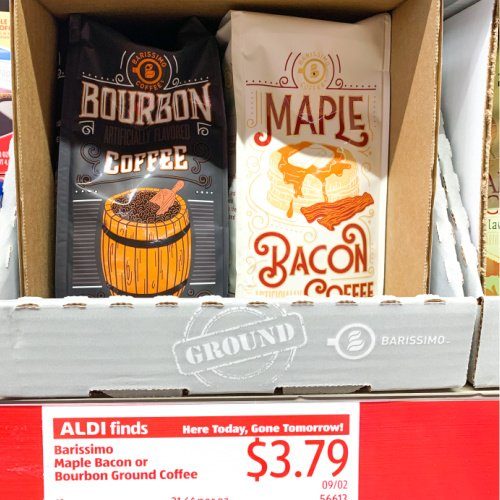 BARISSIMO
COFFEE
BOURBON
ARTIFICIALLY FLAVORED
COFFEE
BARISSIMO
COFFEE
MAPLE
BACON
COFFEE
GROUND
BARISSIMO
ALDI finds
Here Today, Gone Tomorrow!
Barissimo
Maple Bacon or
Bourbon Ground Coffee
$3.79
09/02
56613